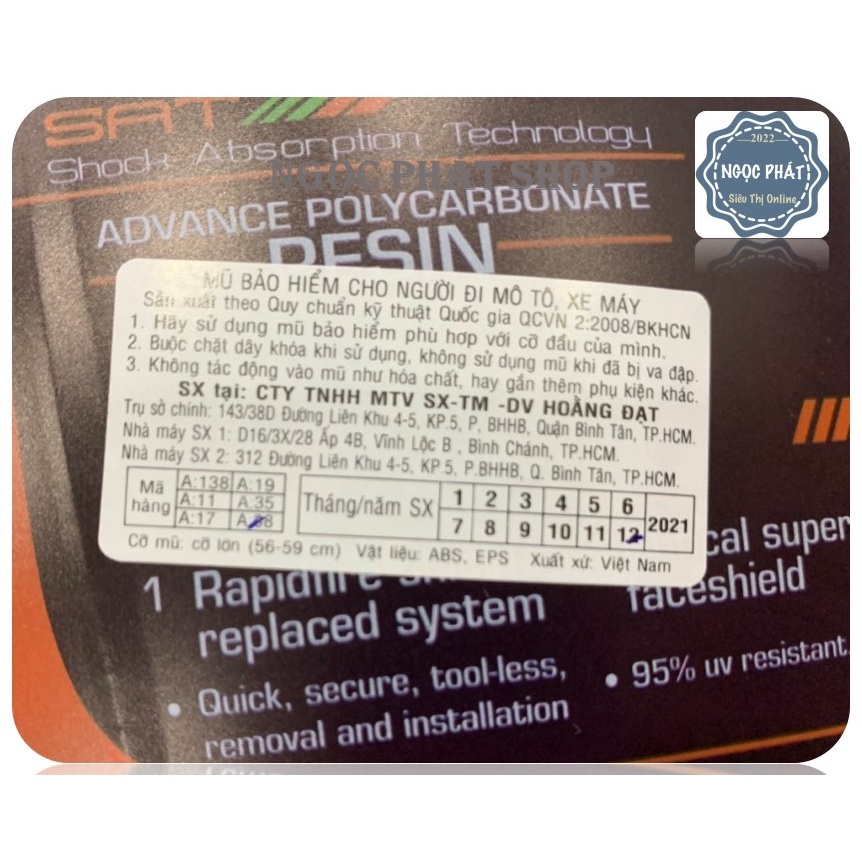 SAT
Shock Absorption Technology
2022
NGỌC PHÁT
Siêu Thị Online
NGỌC PHÁT SHOP
ADVANCE POLYCARBONATE
RESIN
MŨ BẢO HIỂM CHO NGƯỜI ĐI MÔ TÔ, XE MÁY
Sản xuất theo Quy chuẩn kỹ thuật Quốc gia QCVN 2:2008/BKHCN
1. Hãy sử dụng mũ bảo hiểm phù hợp với cỡ đầu của mình.
2. Buộc chặt dây khóa khi sử dụng, không sử dụng mũ khi đã bị va đập.
3. Không tác động vào mũ như hóa chất, hay gắn thêm phụ kiện khác.
SX tại: CTY TNHH MTV SX-TM -DV HOẰNG ĐẠT
Trụ sở chính: 143/38D Đường Liên Khu 4-5, KP.5, P, BHHB, Quận Bình Tân, TP.HCM.
Nhà máy SX 1: D16/3X/28 Ấp 4B, Vĩnh Lộc B , Bình Chánh, TP.HCM.
Nhà máy SX 2: 312 Đường Liên Khu 4-5, KP.5. P.BHHB, Q. Bình Tân, TP.HCM.
Mã hàng
A:138 A:19
A:11 A.35
A:17
Tháng/năm SX
1 2 3 4 5 6
7 8 9 10 11 12
2021
Cỡ mũ: cỡ lớn (56-59 cm) Vật liệu: ABS, EPS Xuất xứ: Việt Nam
1 Rapidfire
replaced system
• Quick, secure, tool-less,
removal and installation
super
faceshield
• 95% uv resistant.